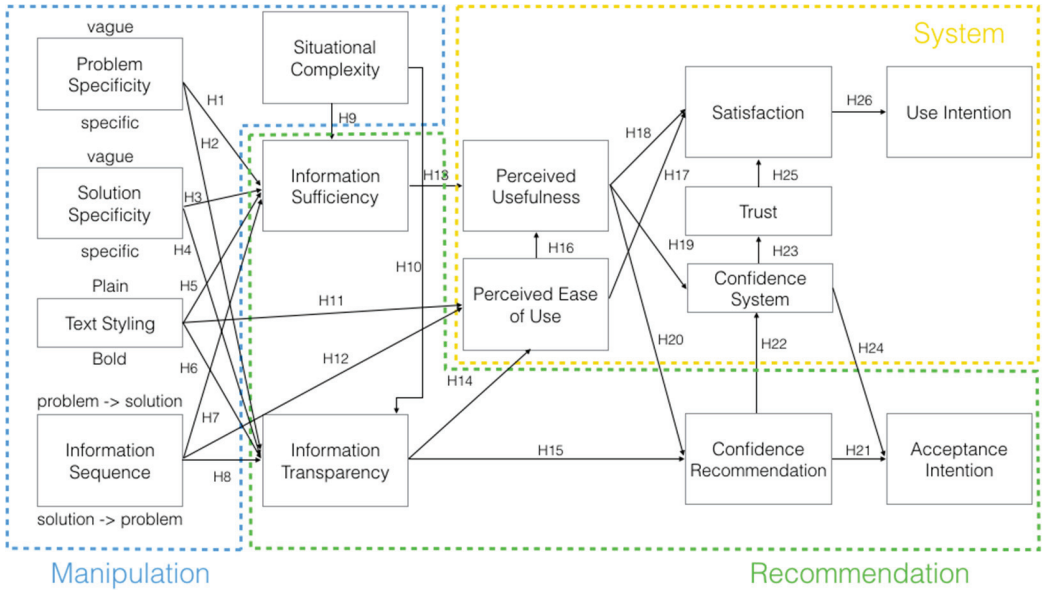 System
vague
Problem
Specificity
specific
Situational
Complexity
H1
H2
H9
vague
Solution
Specificity
specific
H3
H4
Information
Sufficiency
H13
Perceived
Usefulness
H18
H17
Satisfaction
H26
Use Intention
H25
Trust
H19
H23
H16
H10
Plain
Text Styling
Bold
H5
H6
H11
H12
Perceived Ease
of Use
Confidence
System
H20
H22
H24
H14
problem -> solution
Information
Sequence
solution -> problem
H7
H8
Information
Transparency
H15
Confidence
Recommendation
H21
Acceptance
Intention
Manipulation
Recommendation